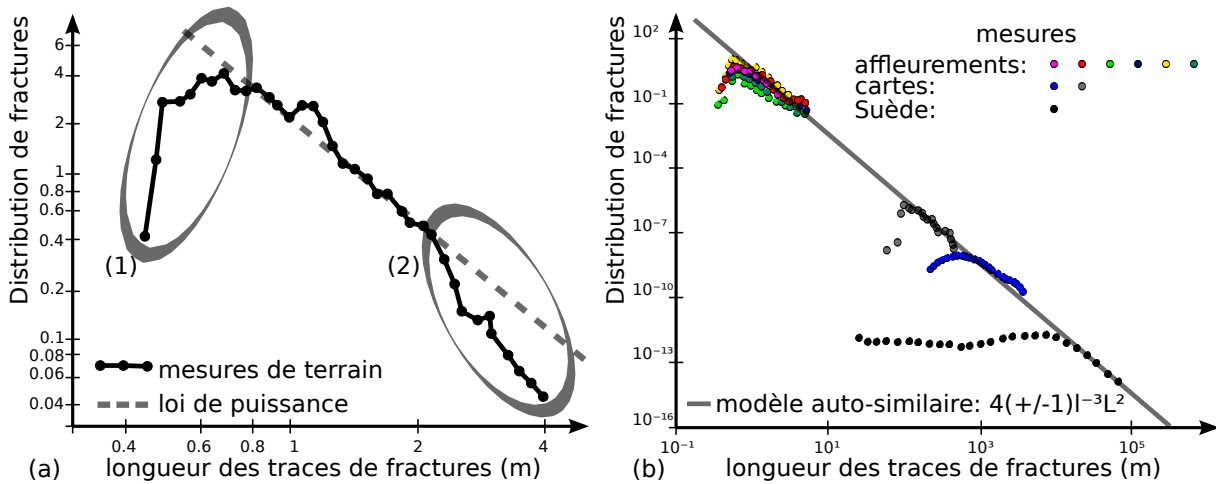 Distribution de fractures
6
4
2
1
0.8
0.6
0.4
0.2
0.1
0.08
0.06
0.04
(1)
(2)
mesures de terrain
loi de puissance
0.4
0.6
0.8
1
2
4
(a)
longueur des traces de fractures (m)
Distribution de fractures
10²
10⁻¹
10⁻⁴
10⁻⁷
10⁻¹⁰
10⁻¹³
10⁻¹⁶
mesures
affleurements:
cartes:
Suède:
modèle auto-similaire: 4(+/-1)l⁻³L²
10⁻¹
10¹
10³
10⁵
(b)
longueur des traces de fractures (m)